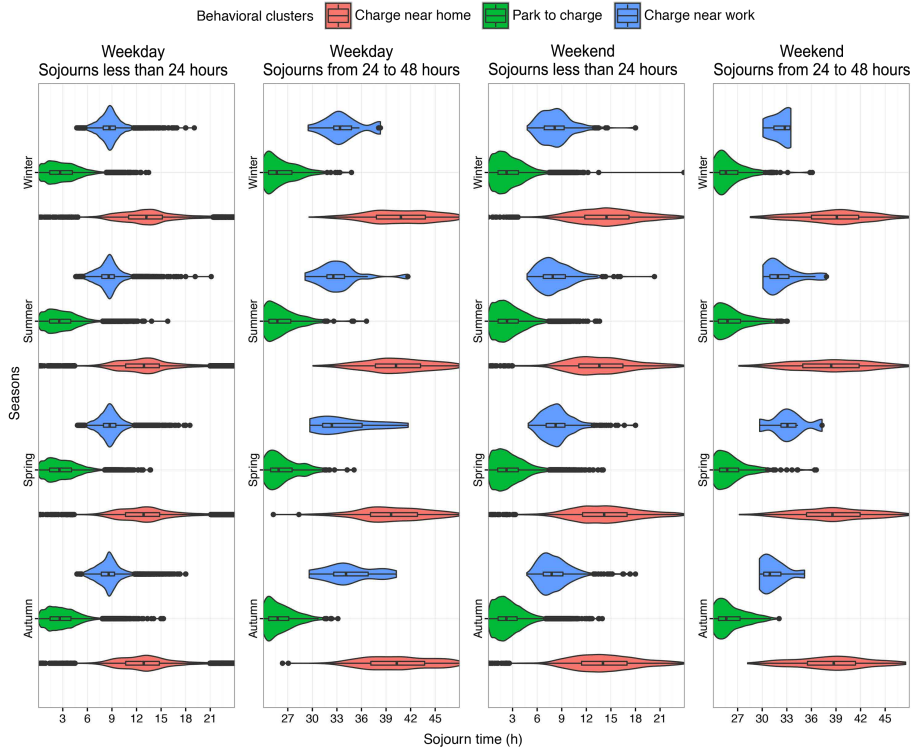 Behavioral clusters Charge near home Park to charge Charge near work
Weekday
Sojourns less than 24 hours
Weekday
Sojourns from 24 to 48 hours
Weekend
Sojourns less than 24 hours
Weekend
Sojourns from 24 to 48 hours
Seasons
Winter
Summer
Spring
Autumn
Winter
Summer
Spring
Autumn
Winter
Summer
Spring
Autumn
Winter
Summer
Spring
Autumn
3 6 9 12 15 18 21
27 30 33 36 39 42 45
3 6 9 12 15 18 21
27 30 33 36 39 42 45
Sojourn time (h)